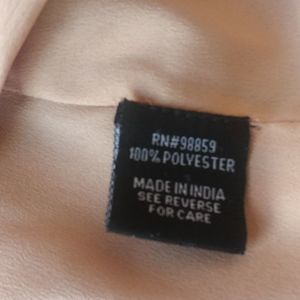 RN#98859
100% POLYESTER
MADE IN INDIA
SEE REVERSE
FOR CARE